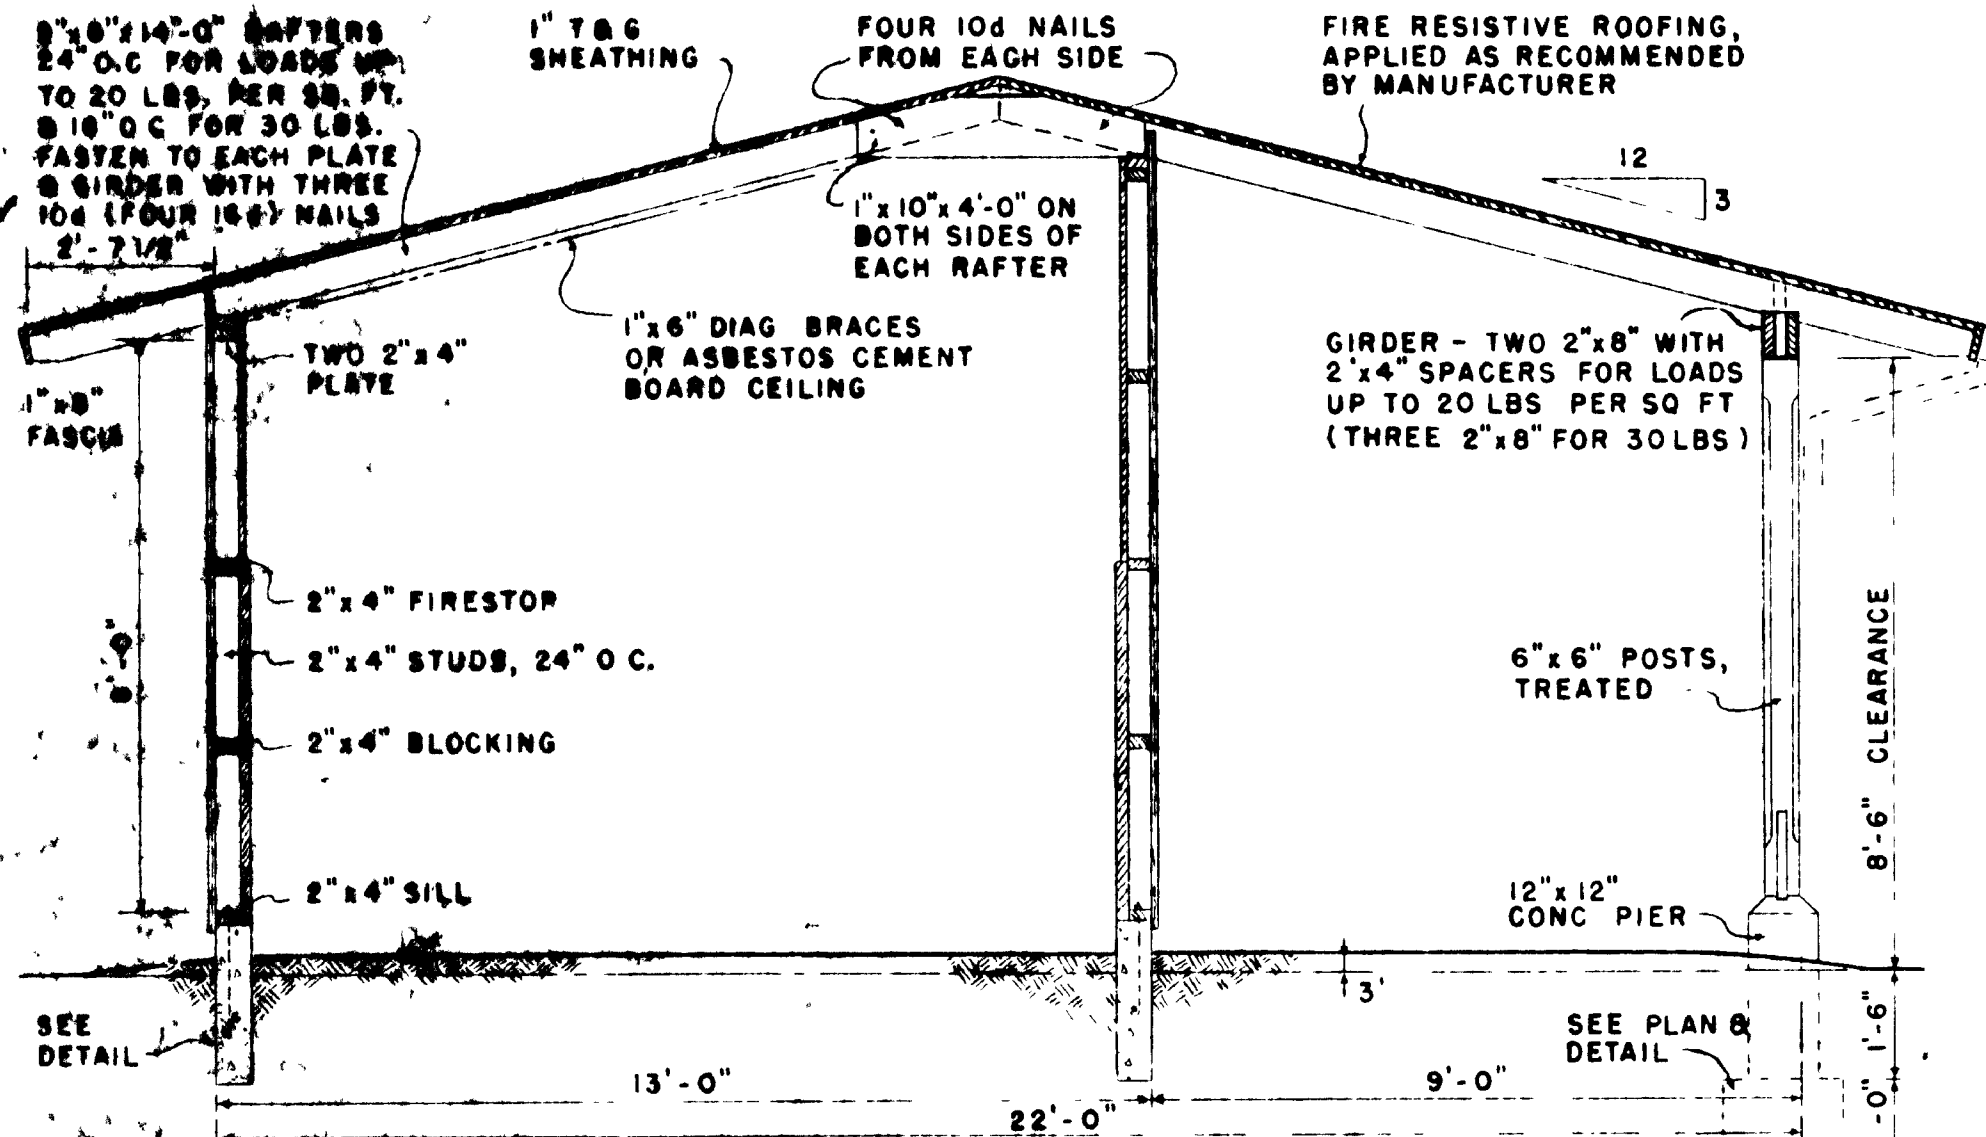 2"x6"x14'-0" RAFTERS
24" O.C FOR LOADS UP
TO 20 LBS. PER SQ. FT.
& 16" O C FOR 30 LBS.
FASTEN TO EACH PLATE
& GIRDER WITH THREE
10d (FOUR 16d) NAILS
2'-7 1/2"
1" T & G
SHEATHING
FOUR 10d NAILS
FROM EACH SIDE
FIRE RESISTIVE ROOFING,
APPLIED AS RECOMMENDED
BY MANUFACTURER
12
3
1"x10"x4'-0" ON
BOTH SIDES OF
EACH RAFTER
1"x6" DIAG BRACES
OR ASBESTOS CEMENT
BOARD CEILING
TWO 2"x4"
PLATE
1"x8"
FASCIA
GIRDER - TWO 2"x8" WITH
2'x4" SPACERS FOR LOADS
UP TO 20 LBS PER SQ FT
(THREE 2"x8" FOR 30 LBS)
2"x4" FIRESTOP
2"x4" STUDS, 24" O C.
2"x4" BLOCKING
2"x4" SILL
6"x6" POSTS,
TREATED
8'-6" CLEARANCE
12"x12"
CONC PIER
3'
SEE
DETAIL
SEE PLAN &
DETAIL
1'-6"
-0"
13'-0"
9'-0"
22'-0"